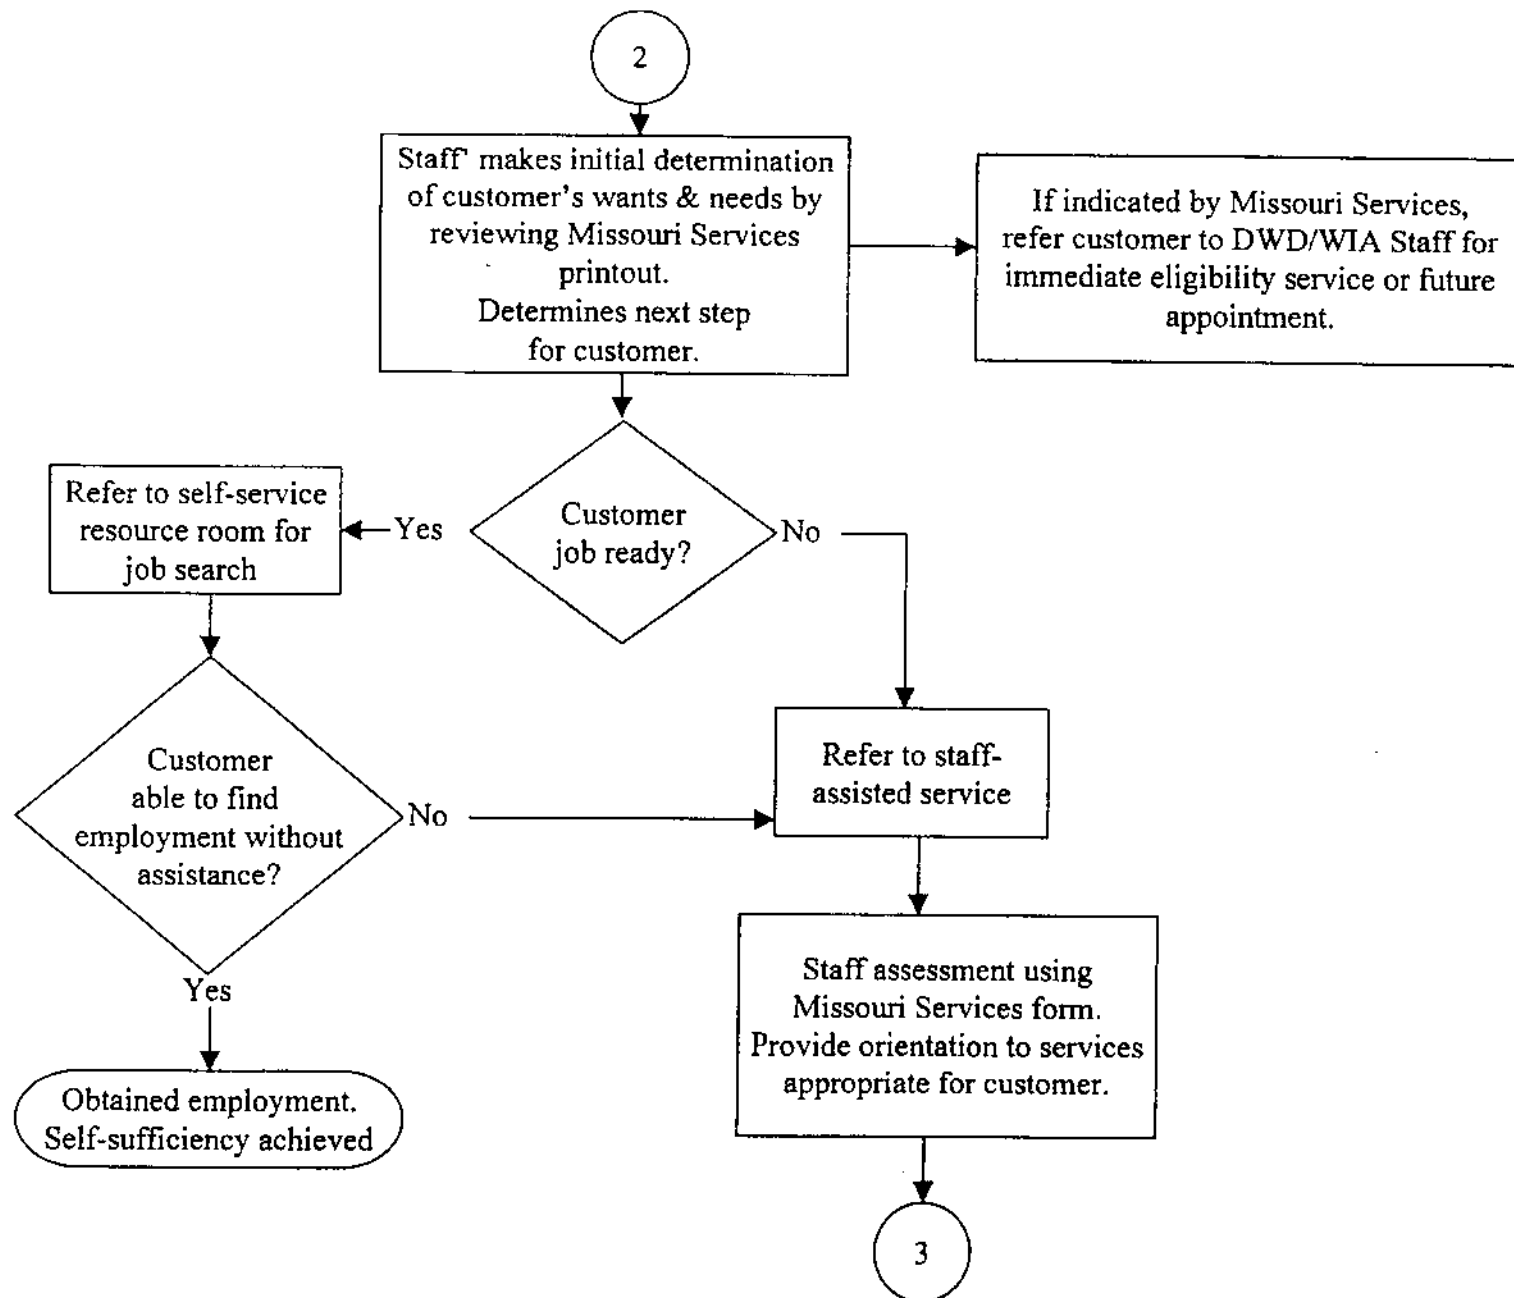 2
Staff' makes initial determination
of customer's wants & needs by
reviewing Missouri Services
printout.
Determines next step
for customer.
If indicated by Missouri Services,
refer customer to DWD/WIA Staff for
immediate eligibility service or future
appointment.
Refer to self-service
resource room for
job search
Yes
Customer
job ready?
No
Customer
able to find
employment without
assistance?
No
Refer to staff-
assisted service
Yes
Staff assessment using
Missouri Services form.
Provide orientation to services
appropriate for customer.
Obtained employment.
Self-sufficiency achieved
3